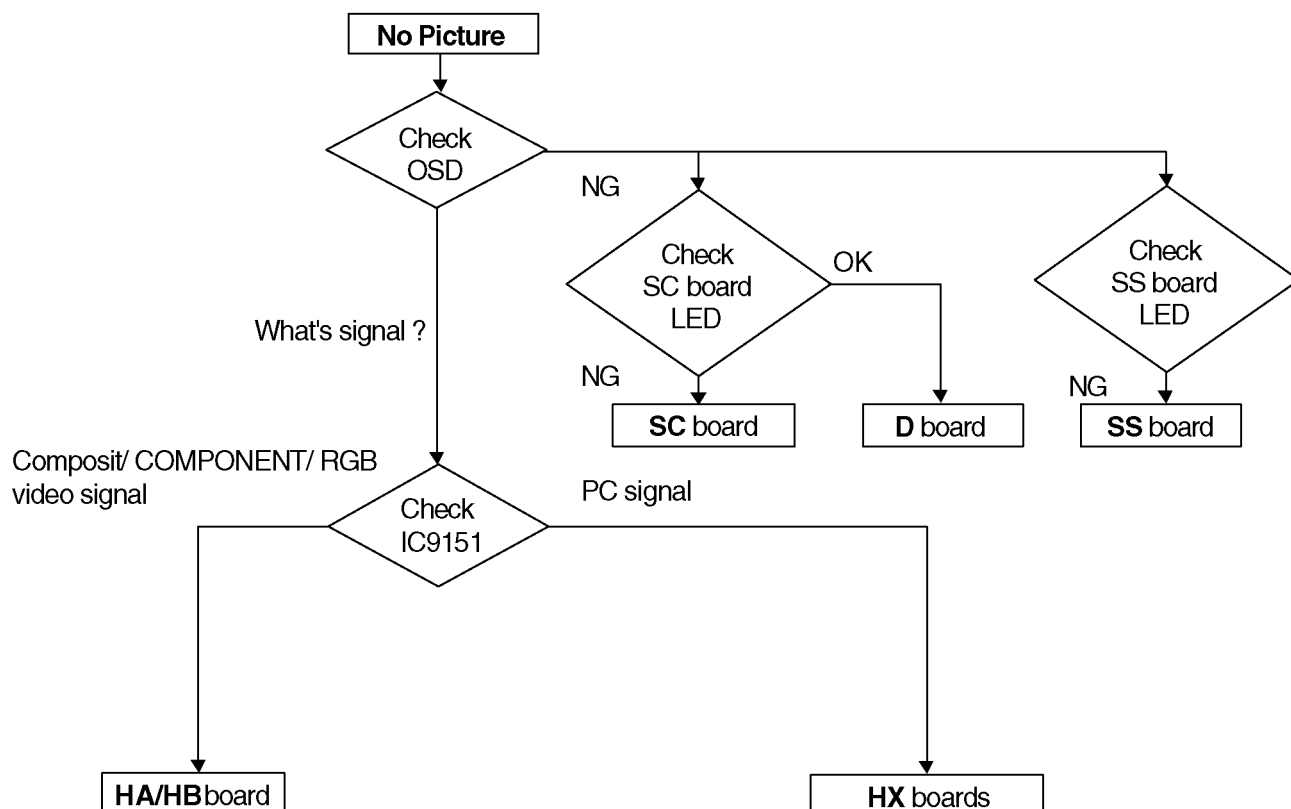 No Picture
Check
OSD
NG
Check
SC board
LED
OK
Check
SS board
LED
What's signal ?
NG
NG
SC board
D board
SS board
Composit/ COMPONENT/ RGB
video signal
PC signal
Check
IC9151
HA/HB board
HX boards